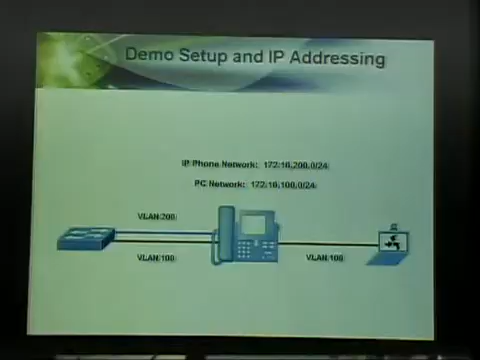 Demo Setup and IP Addressing
IP Phone Network: 172.16.200.0/24
PC Network: 172.16.100.0/24
VLAN 200
VLAN 100
VLAN 100